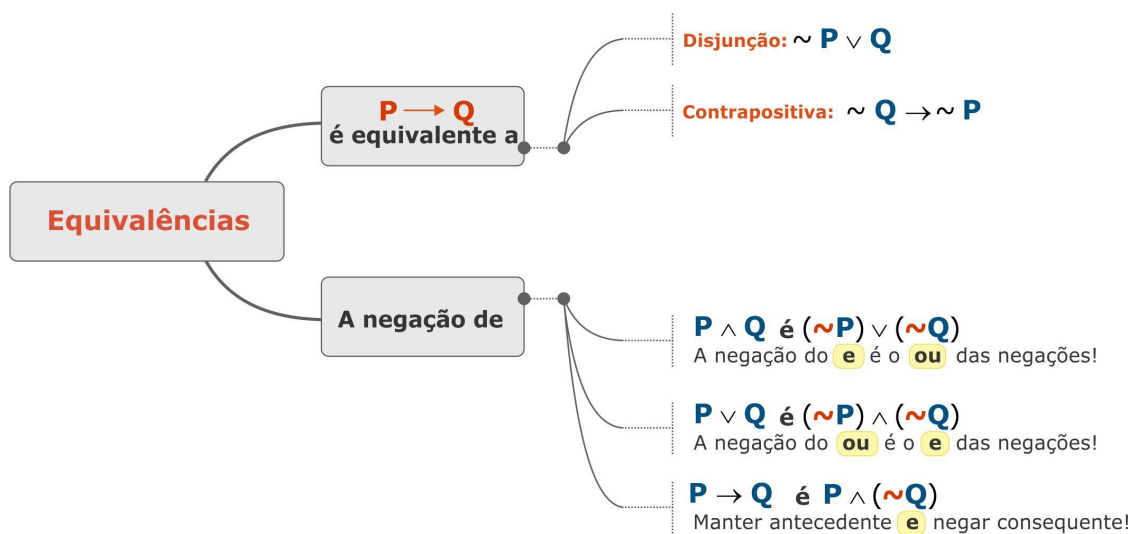 Equivalências
P → Q
é equivalente a
Disjunção: ~ P ∨ Q
Contrapositiva: ~ Q → ~ P
A negação de
P ∧ Q é (~P) ∨ (~Q)
A negação do e é o ou das negações!
P ∨ Q é (~P) ∧ (~Q)
A negação do ou é o e das negações!
P → Q é P ∧ (~Q)
Manter antecedente e negar consequente!